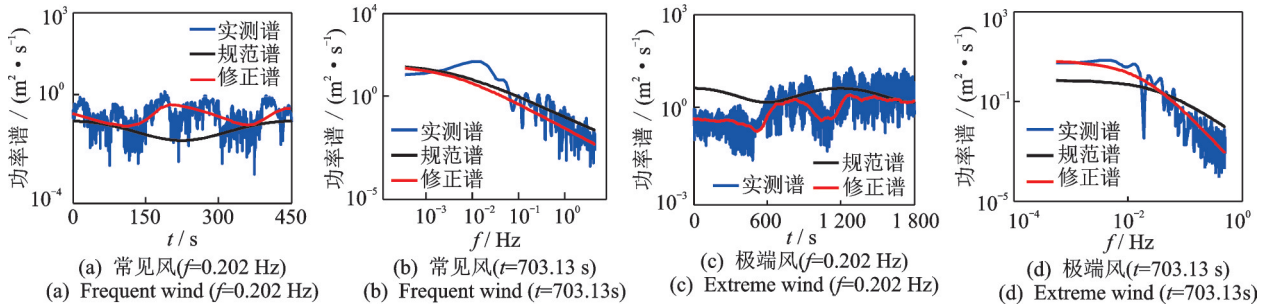 功率谱 / (m²·s⁻¹)
10³
10⁰
10⁻⁴
实测谱
规范谱
修正谱
0 150 300 450
t / s
(a) 常见风(f=0.202 Hz)
(a) Frequent wind (f=0.202 Hz)
功率谱 / (m²·s⁻¹)
10⁵
10⁰
10⁻⁵
实测谱
规范谱
修正谱
10⁻³ 10⁻² 10⁻¹ 10⁰
f / Hz
(b) 常见风(t=703.13 s)
(b) Frequent wind (t=703.13s)
功率谱 / (m²·s⁻¹)
10³
10⁰
10⁻³
规范谱
实测谱 修正谱
0 600 1200 1 800
t / s
(c) 极端风(f=0.202 Hz)
(c) Extreme wind (f=0.202 Hz)
功率谱 / (m²·s⁻¹)
10³
10⁻¹
10⁻⁵
实测谱
规范谱
修正谱
10⁻⁴ 10⁻² 10⁰
f / Hz
(d) 极端风(t=703.13 s)
(d) Extreme wind (t=703.13s)